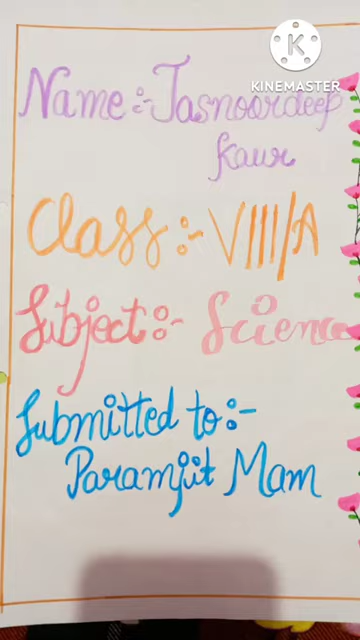 KINEMASTER
Name:- Jasnoordeep
Kaur
Class:- VIII/A
Subject:- Science
Submitted to:-
Paramjit Mam